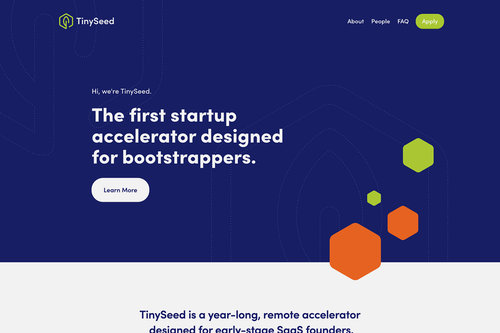 TinySeed
About People FAQ Apply
Hi, we're TinySeed.
The first startup
accelerator designed
for bootstrappers.
Learn More
TinySeed is a year-long, remote accelerator
designed for early-stage SaaS founders.